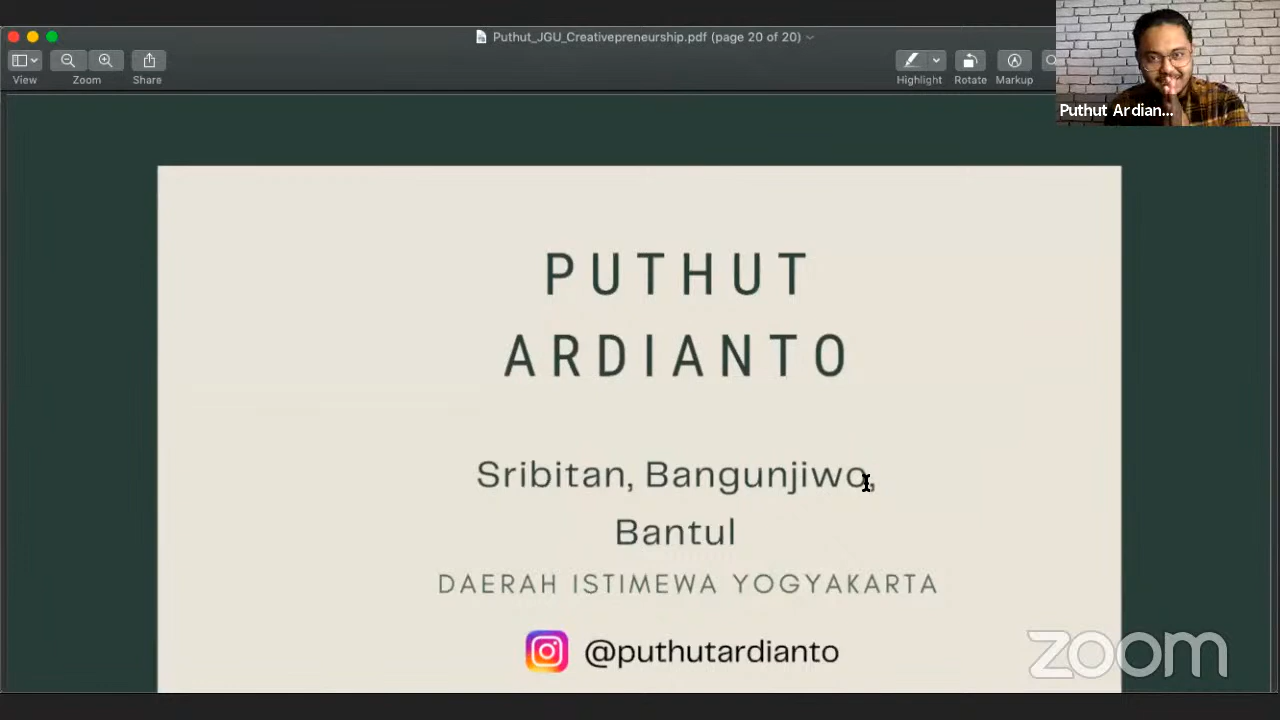 Puthut_JGU_Creativepreneurship.pdf (page 20 of 20)
View
Zoom
Share
Highlight
Rotate
Markup
Puthut Ardian...
PUTHUT
ARDIANTO
Sribitan, Bangunjiwo,
Bantul
DAERAH ISTIMEWA YOGYAKARTA
@puthutardianto
zoom